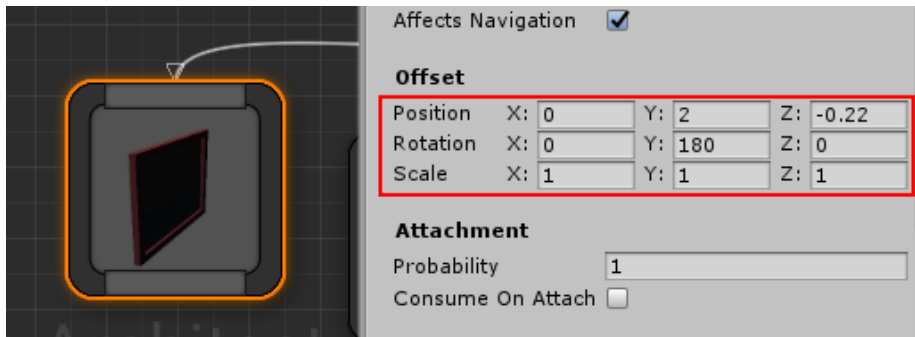 Affects Navigation
Offset
Position X: 0 Y: 2 Z: -0.22
Rotation X: 0 Y: 180 Z: 0
Scale X: 1 Y: 1 Z: 1
Attachment
Probability 1
Consume On Attach